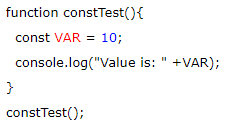 function constTest(){
const VAR = 10;
console.log("Value is: " +VAR);
}
constTest();